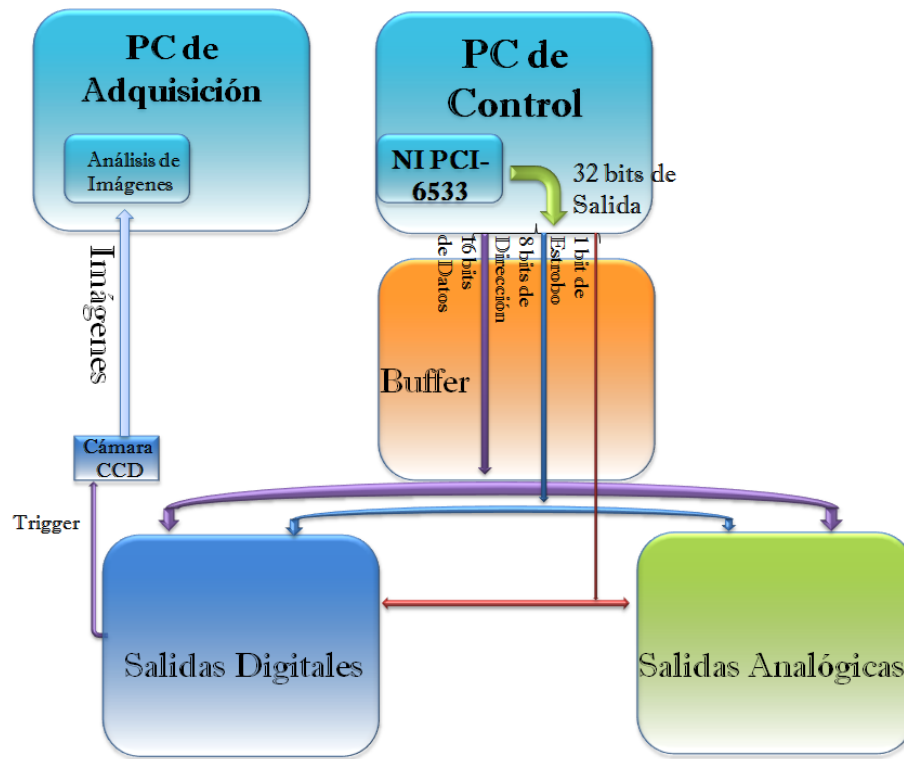 PC de
Adquisición
Análisis de
Imágenes
Imágenes
Cámara
CCD
Trigger
PC de
Control
NI PCI-
6533
32 bits de
Salida
16 bits
de Datos
8 bits de
Dirección
1 bit de
Estrobo
Buffer
Salidas Digitales
Salidas Analógicas